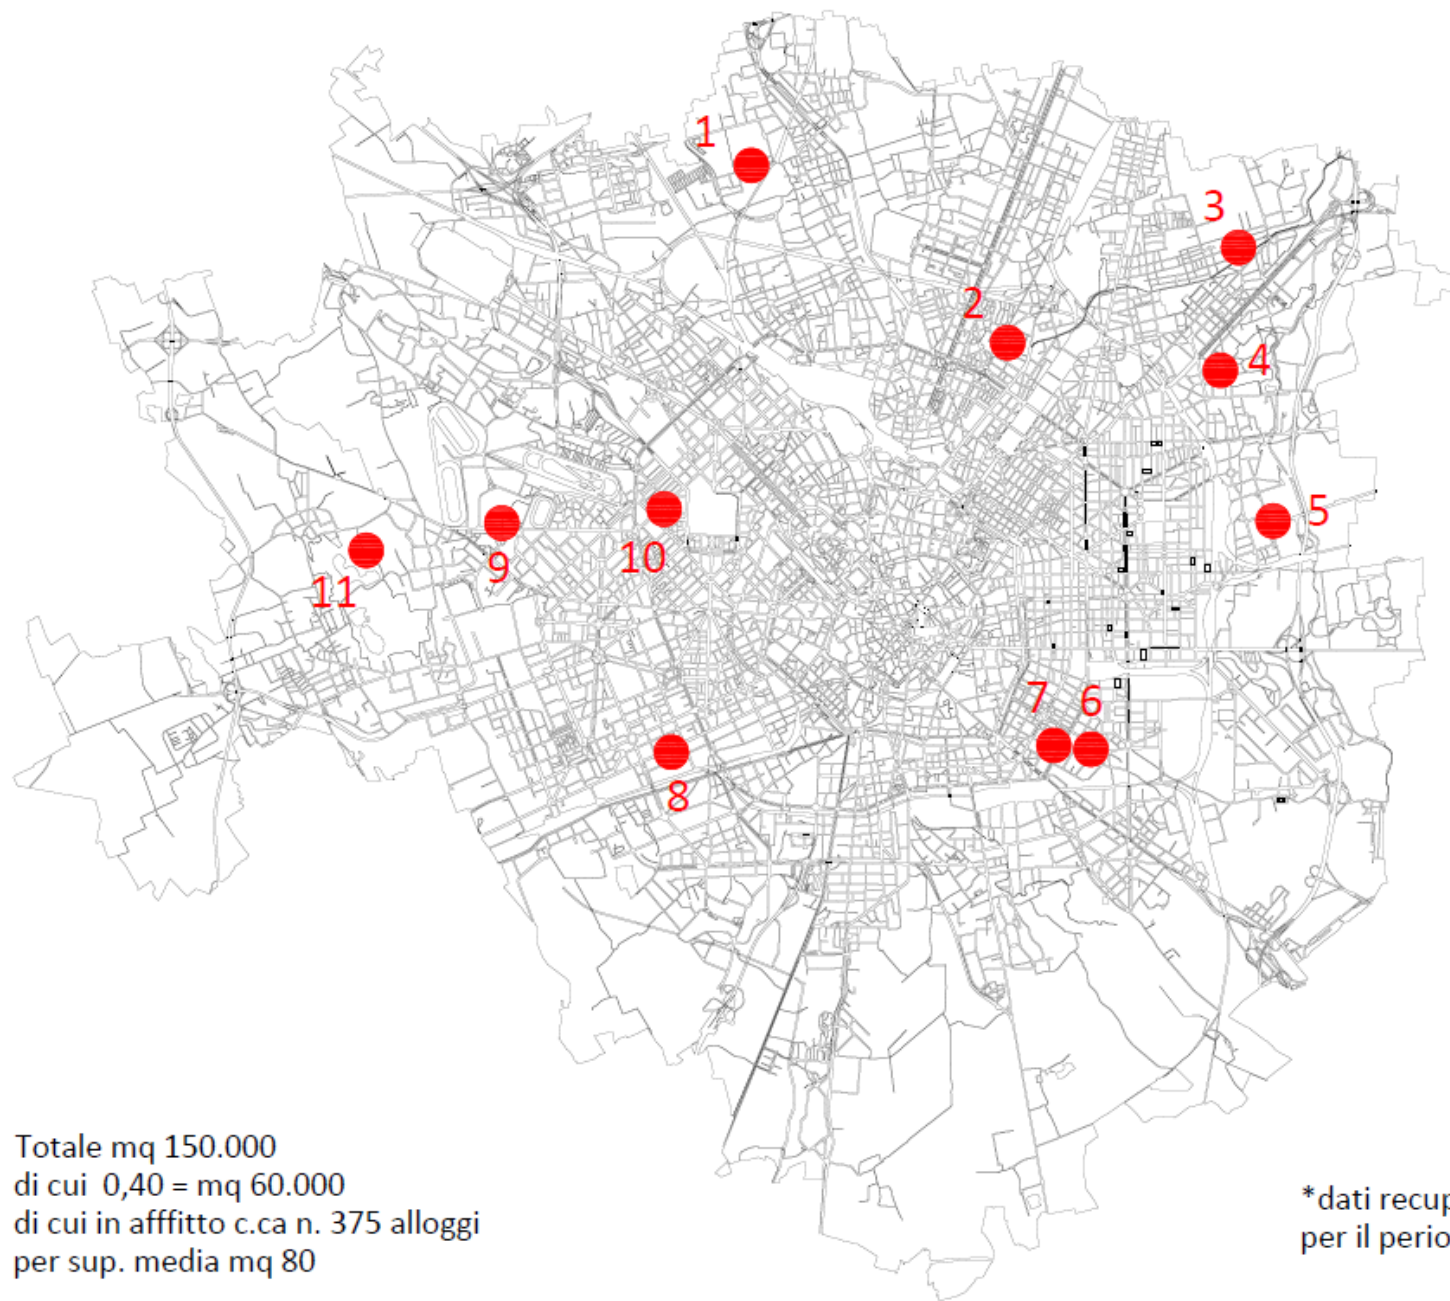 1
3
2
4
5
10
9
11
7
6
8
Totale mq 150.000
di cui 0,40 = mq 60.000
di cui in afffitto c.ca n. 375 alloggi
per sup. media mq 80
*dati recup
per il perio